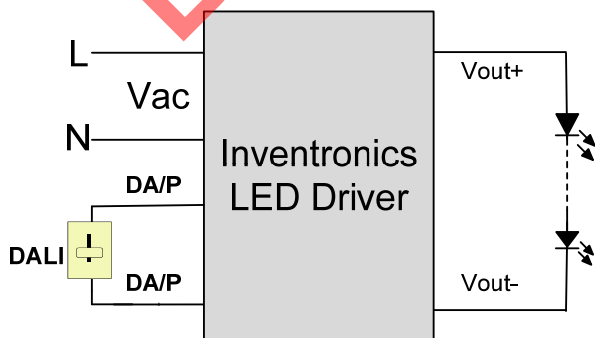 L
Vac
N
DA/P
DALI
DA/P
Inventronics
LED Driver
Vout+
Vout-